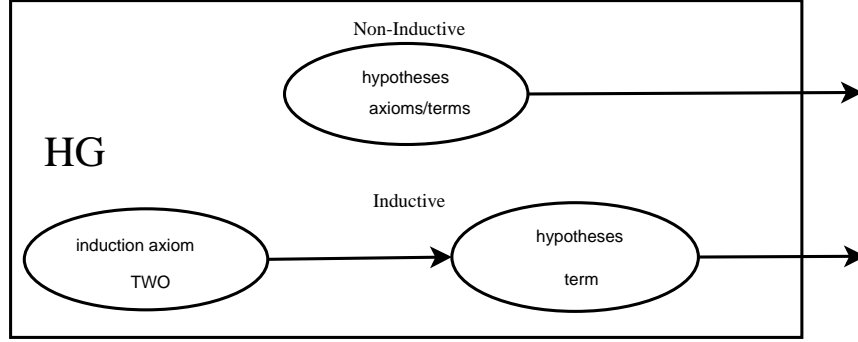 Non-Inductive
hypotheses
axioms/terms
HG
Inductive
induction axiom
TWO
hypotheses
term